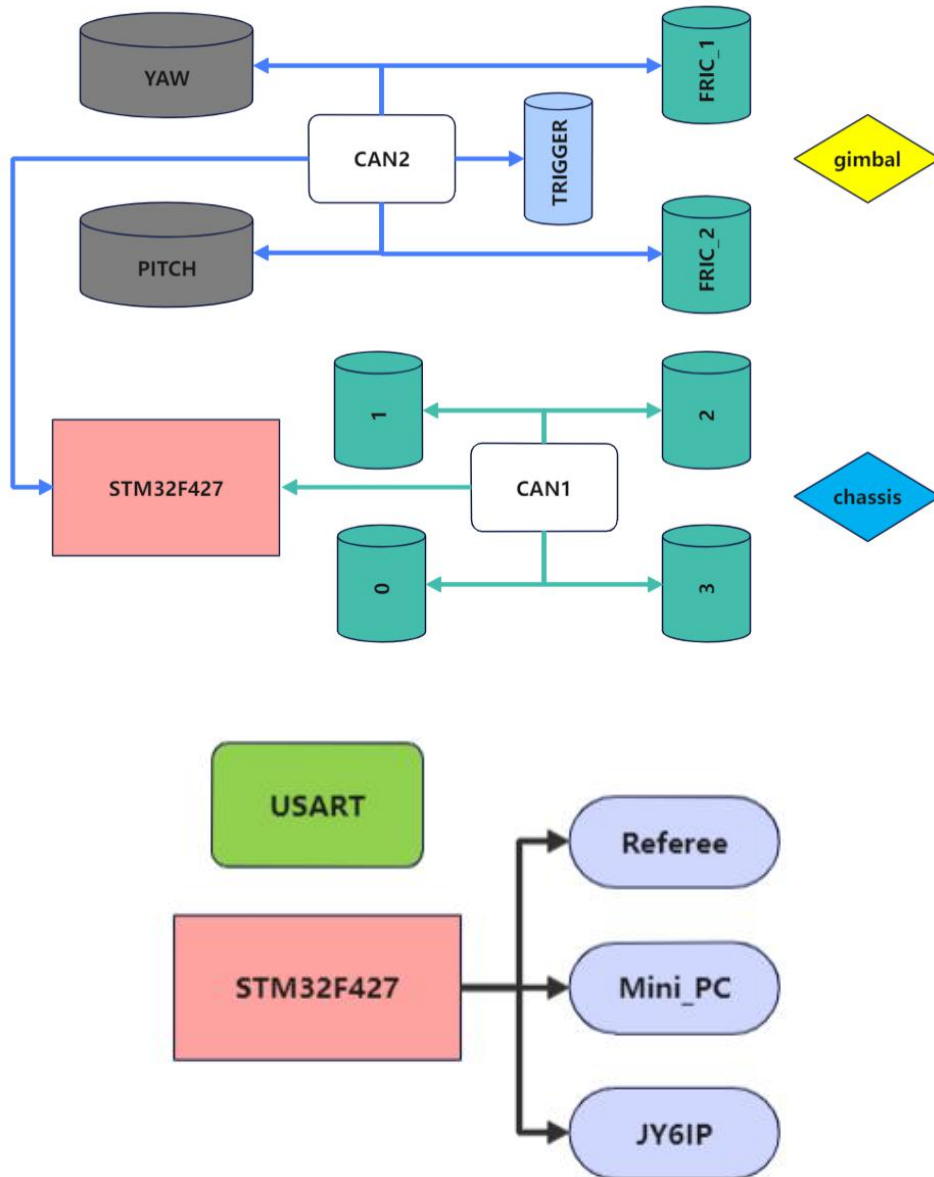 YAW
FRIC_1
CAN2
TRIGGER
gimbal
PITCH
FRIC_2
1
2
STM32F427
CAN1
chassis
0
3
USART
Referee
STM32F427
Mini_PC
JY6IP